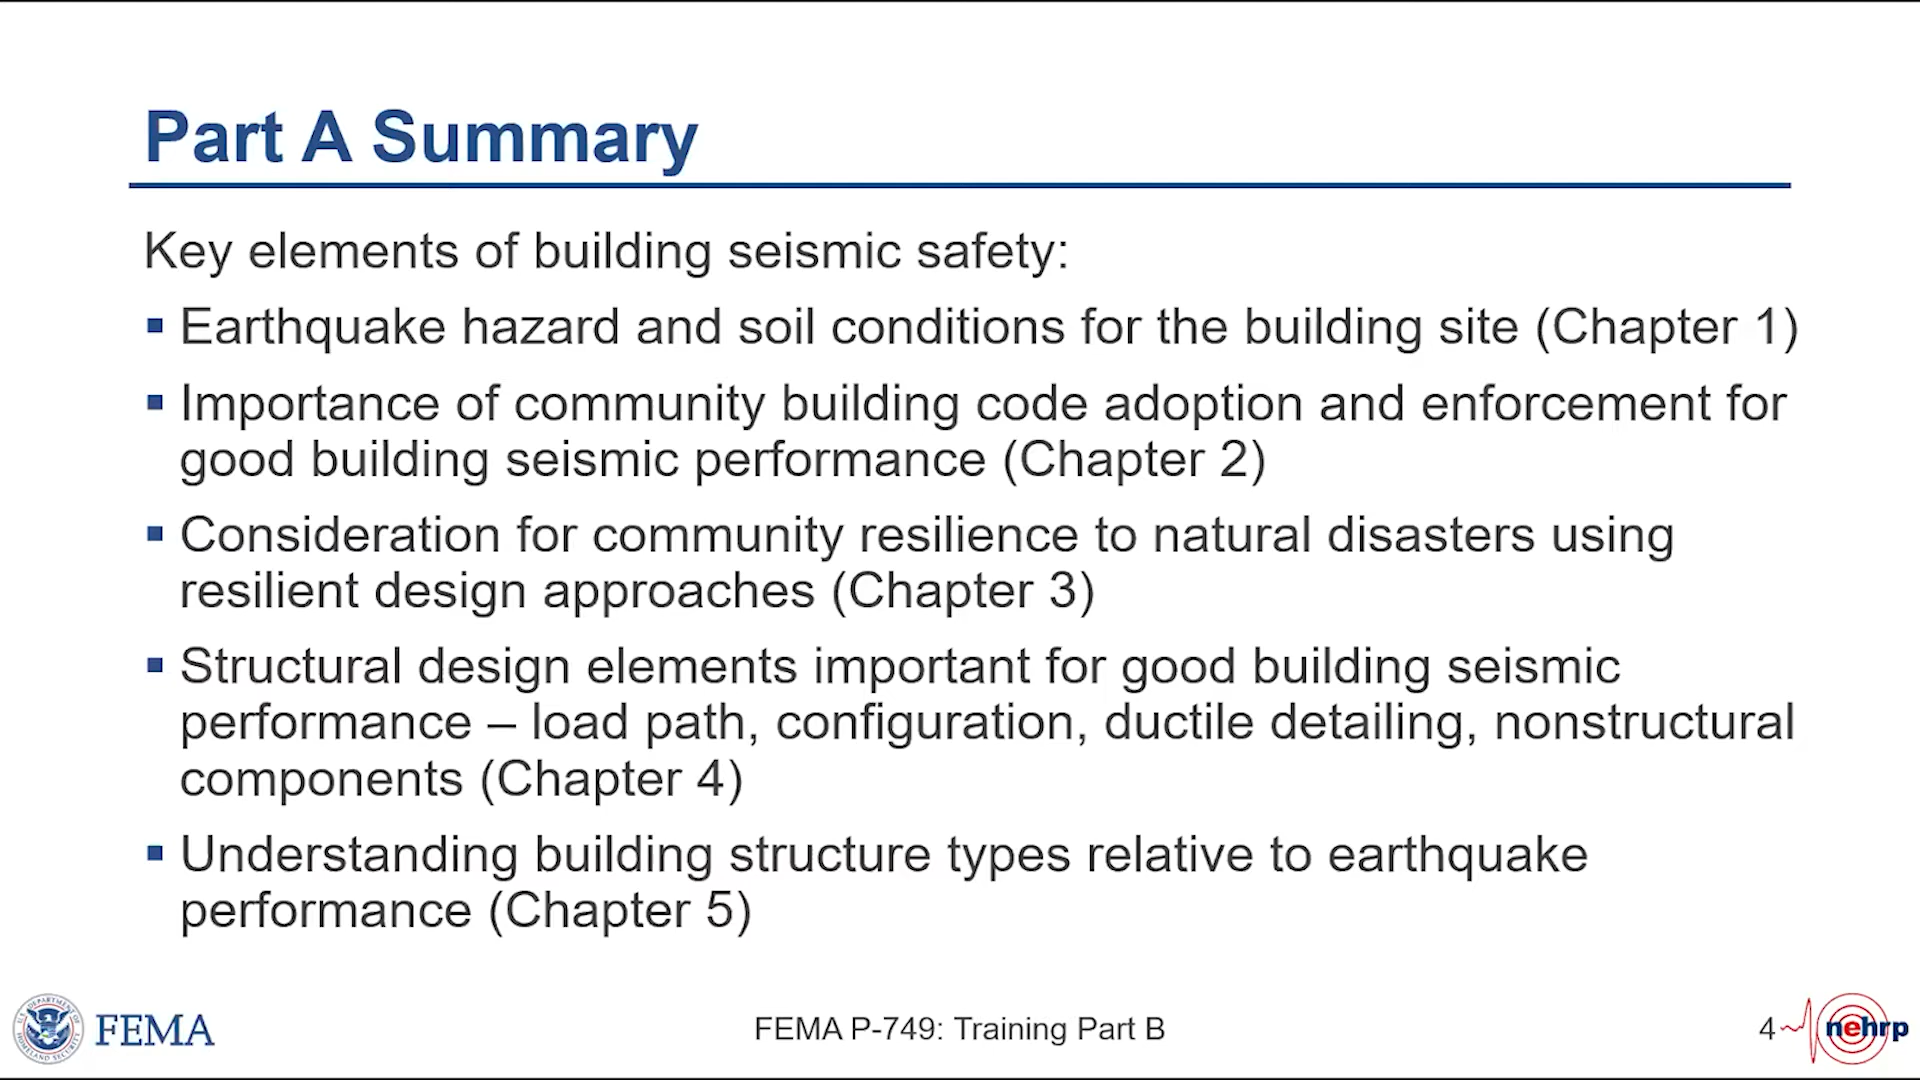 Part A Summary
Key elements of building seismic safety:
▪ Earthquake hazard and soil conditions for the building site (Chapter 1)
▪ Importance of community building code adoption and enforcement for
good building seismic performance (Chapter 2)
▪ Consideration for community resilience to natural disasters using
resilient design approaches (Chapter 3)
▪ Structural design elements important for good building seismic
performance – load path, configuration, ductile detailing, nonstructural
components (Chapter 4)
▪ Understanding building structure types relative to earthquake
performance (Chapter 5)
FEMA
FEMA P-749: Training Part B
4
nehrp